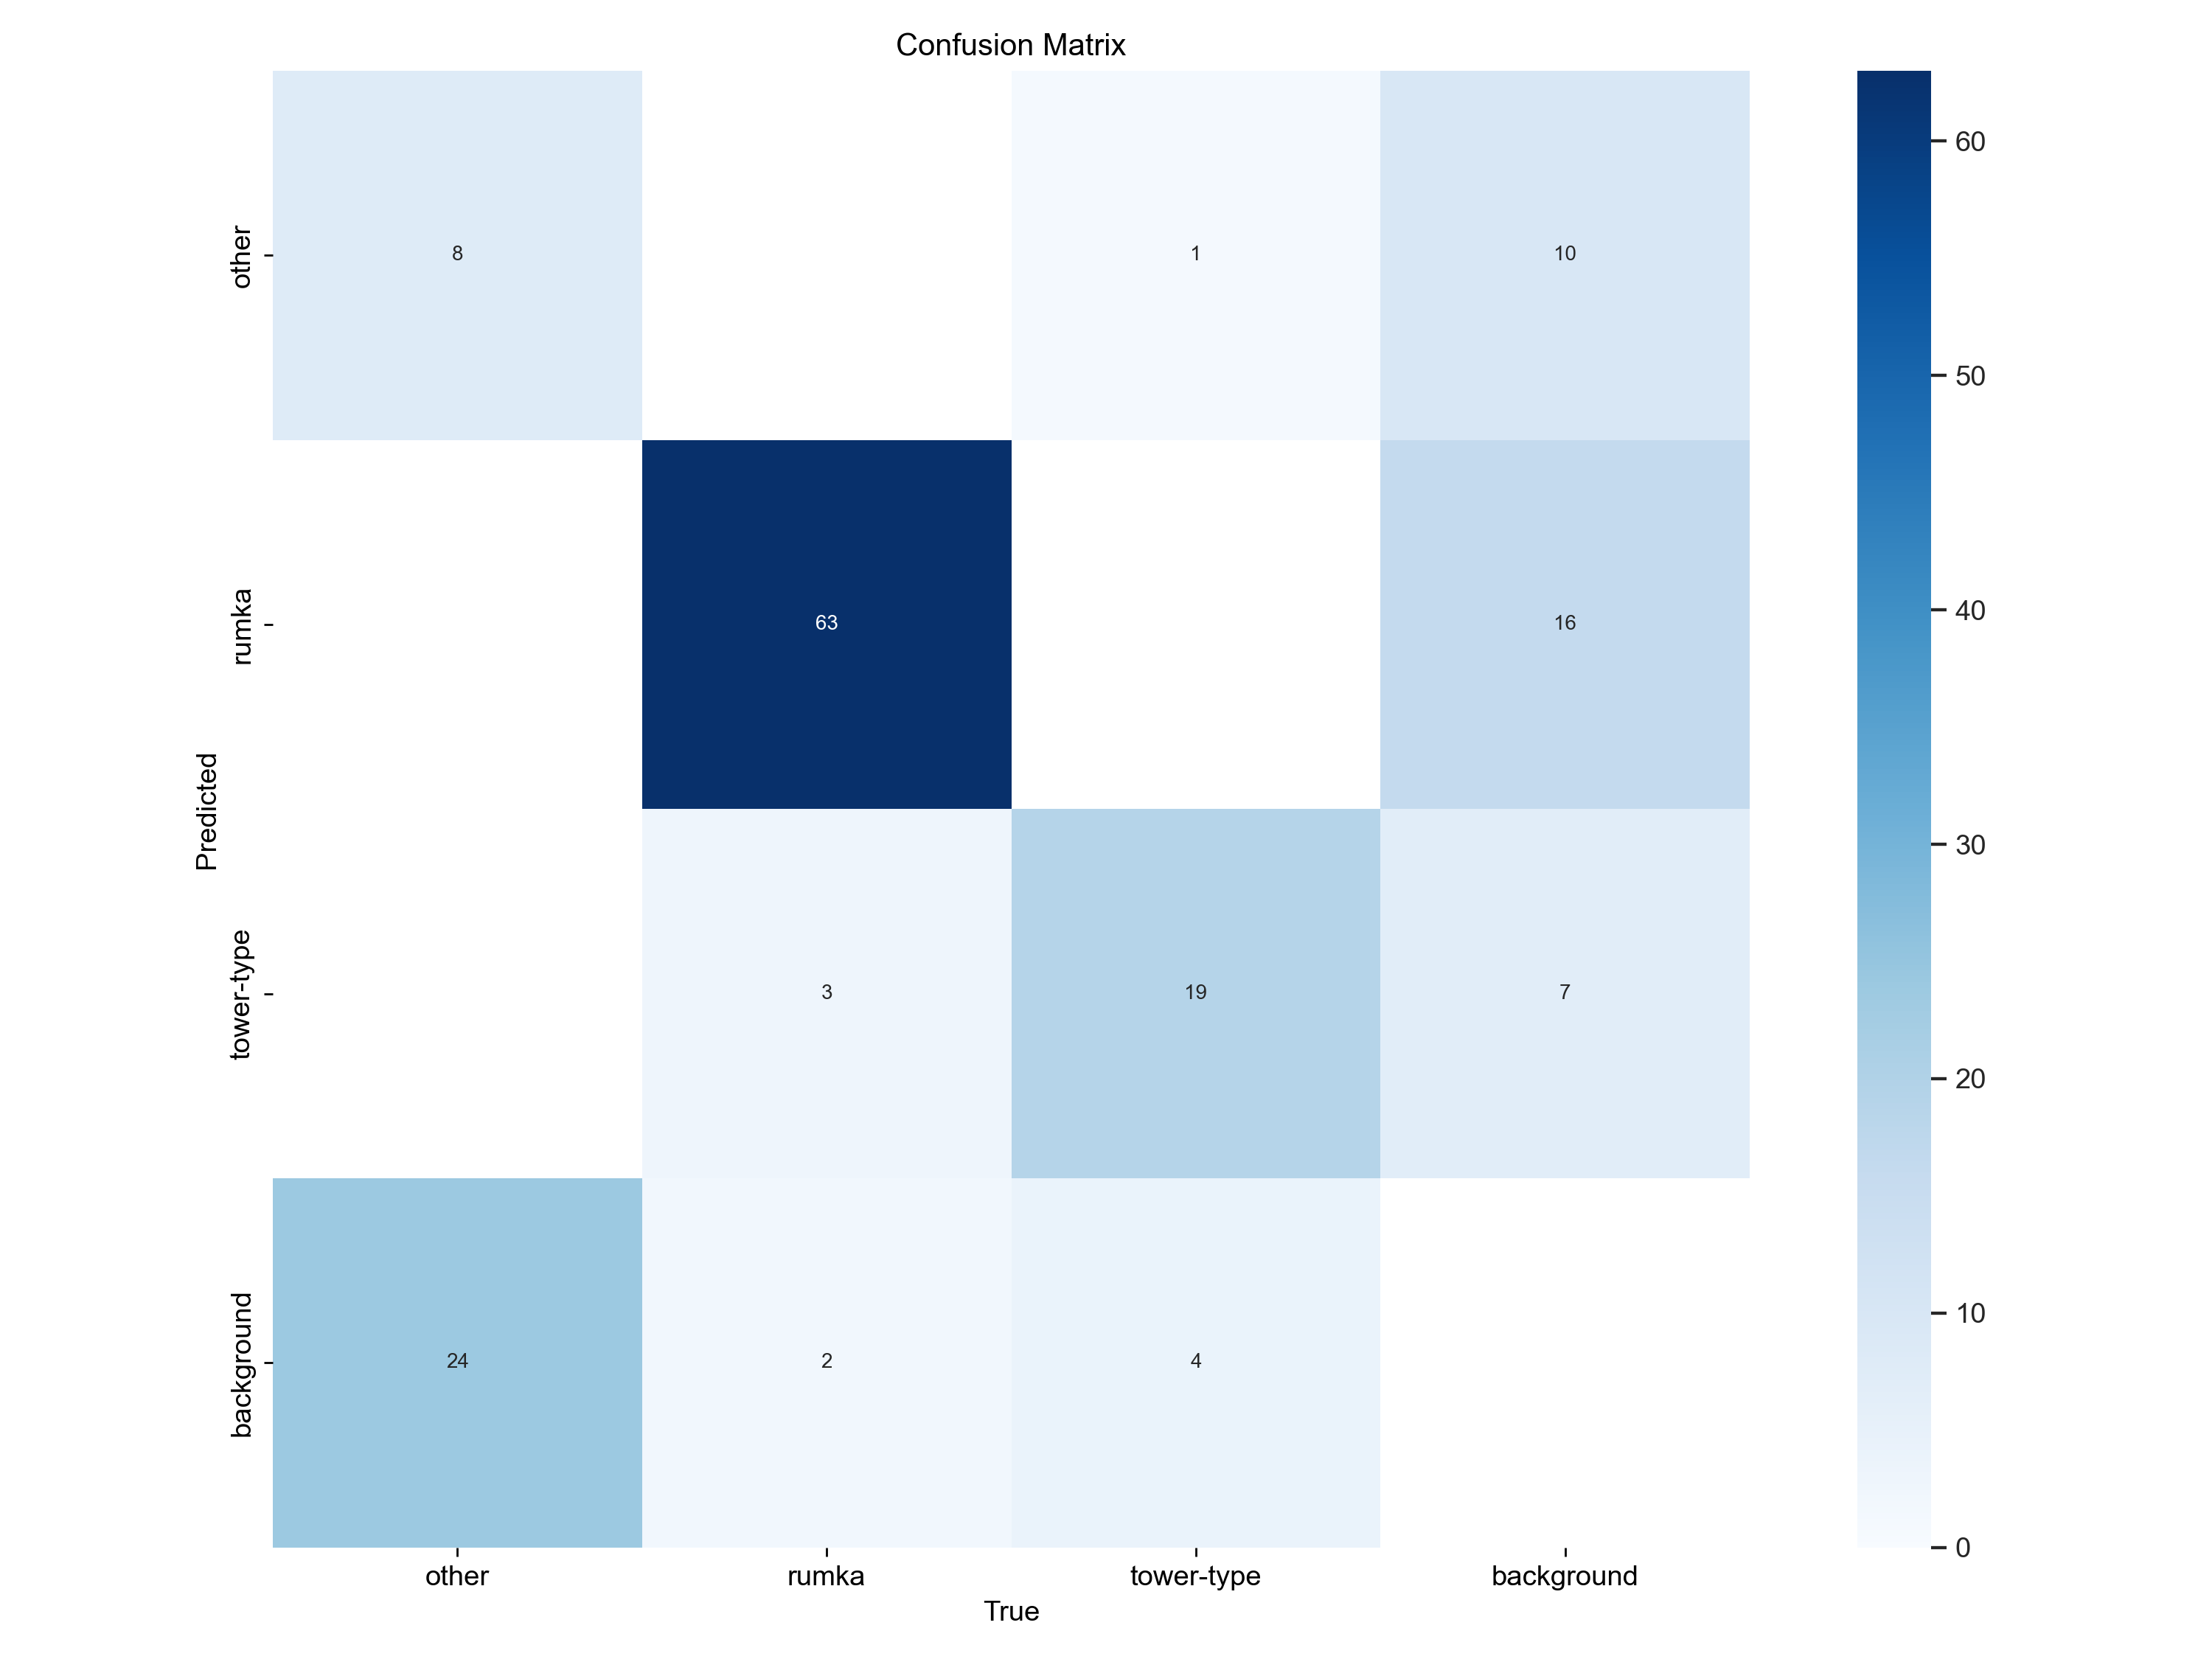 Confusion Matrix
other
8
1
10
rumka
63
16
tower-type
3
19
7
background
24
2
4
Predicted
other
rumka
tower-type
background
True
60
50
40
30
20
10
0